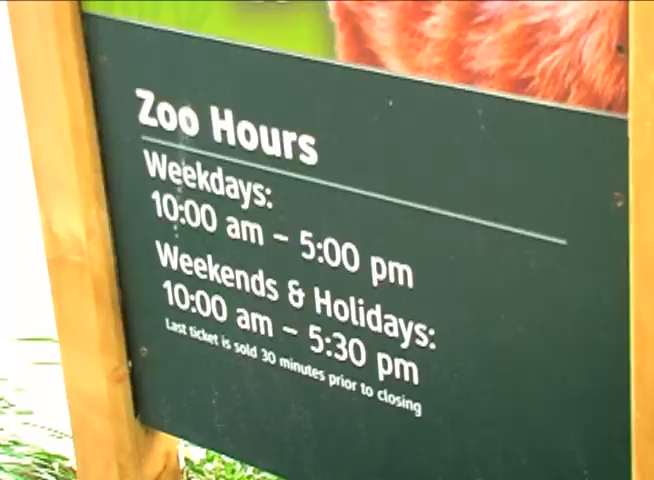 Zoo Hours
Weekdays:
10:00 am – 5:00 pm
Weekends & Holidays:
10:00 am – 5:30 pm
Last ticket is sold 30 minutes prior to closing